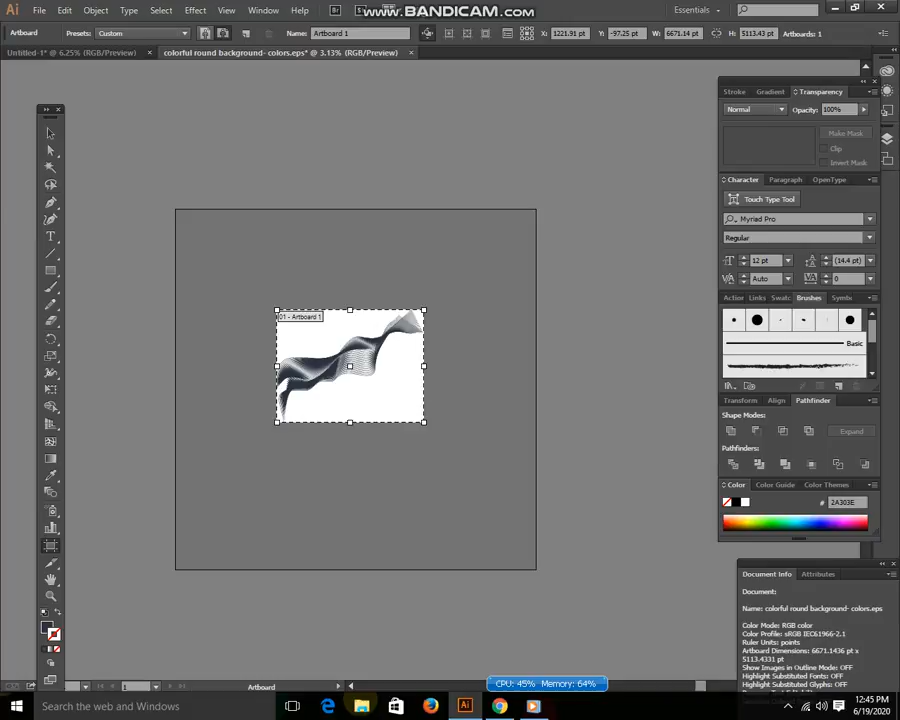 Ai File Edit Object Type Select Effect View Window Help Br St www.BANDICAM.com Essentials
Artboard Presets: Custom Name: Artboard 1 X: 1221.91 pt Y: -97.25 pt W: 6671.14 pt H: 5113.43 pt Artboards: 1
Untitled-1* @ 6.25% (RGB/Preview) × colorful round background- colors.eps* @ 3.13% (RGB/Preview) ×
Stroke Gradient Transparency
Normal Opacity: 100%
Make Mask
Clip
Invert Mask
Character Paragraph OpenType
Touch Type Tool
Myriad Pro
Regular
12 pt (14.4 pt)
Auto 0
Action Links Swatc Brushes Symbo
Basic
Transform Align Pathfinder
Shape Modes:
Expand
Pathfinders:
Color Color Guide Color Themes
# 2A303E
01 - Artboard 1
Document Info Attributes
Document:
Name: colorful round background- colors.eps
Color Mode: RGB color
Color Profile: sRGB IEC61966-2.1
Ruler Units: points
Artboard Dimensions: 6671.1436 pt x
5113.4331 pt
Show Images in Outline Mode: OFF
Highlight Substituted Fonts: OFF
Highlight Substituted Glyphs: OFF
1 Artboard
CPU: 45% Memory: 64%
Search the web and Windows
12:45 PM
6/19/2020